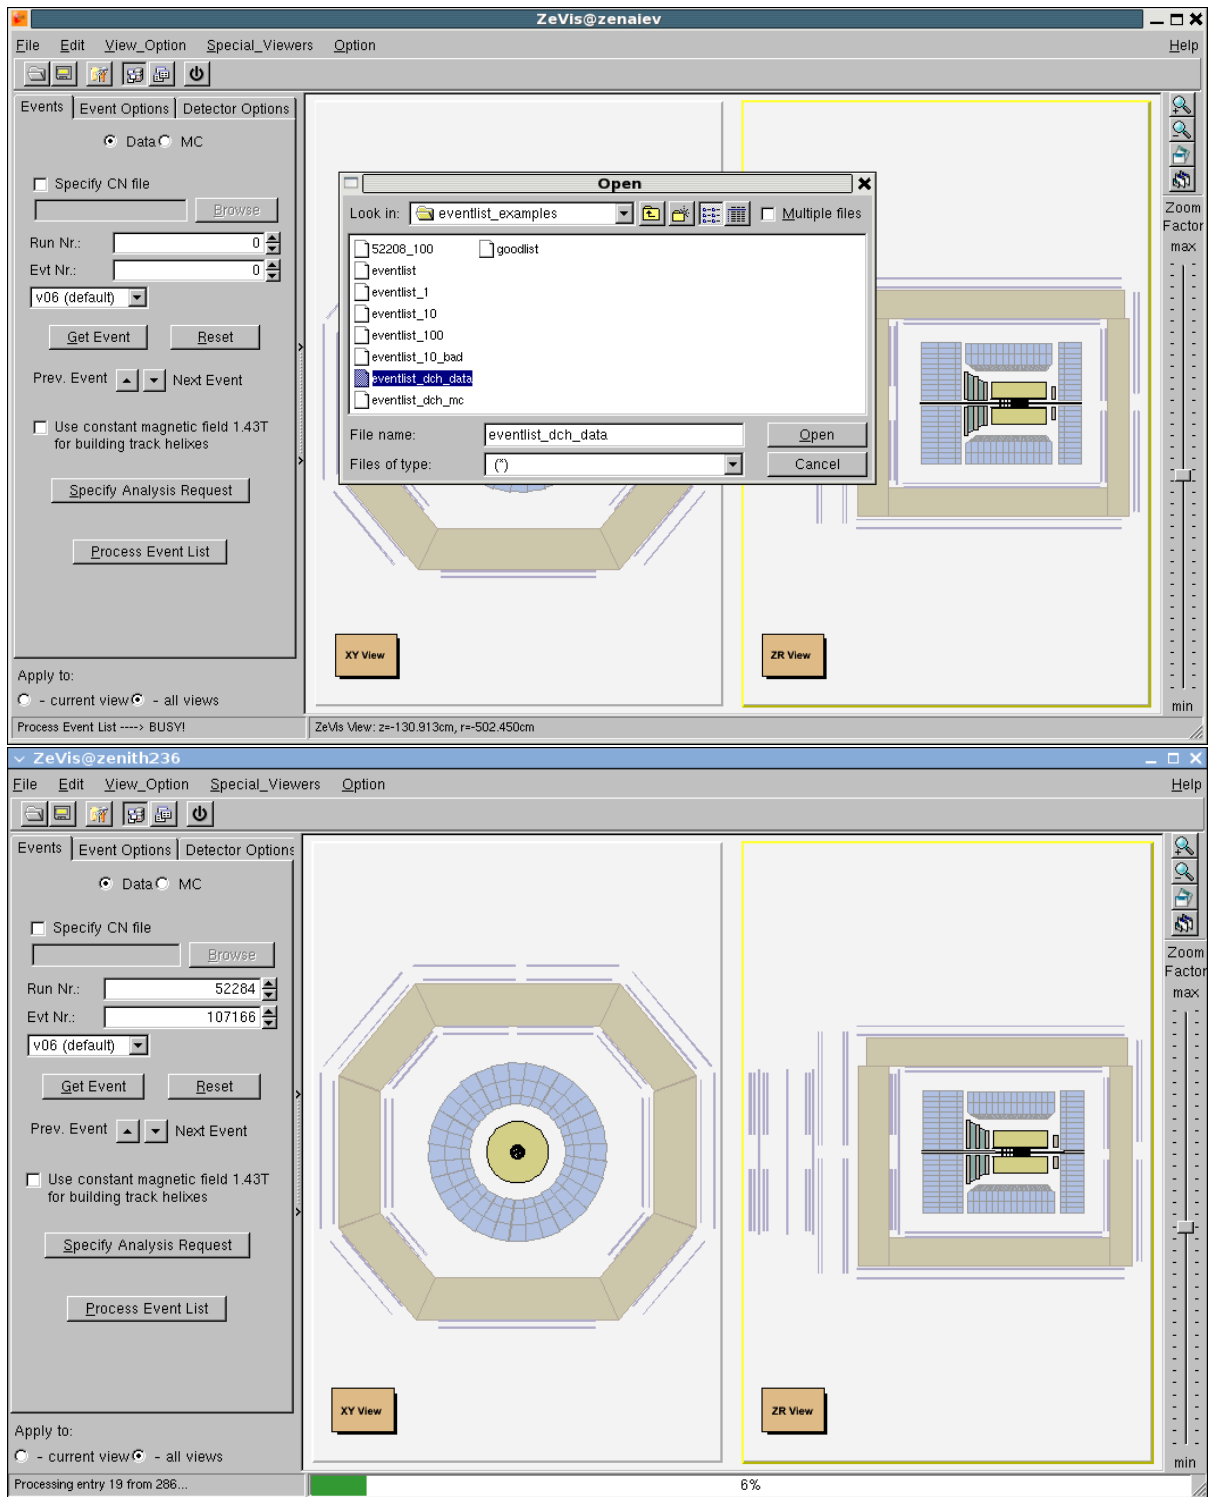 ZeVis@zenaiev
File Edit View_Option Special_Viewers Option Help
Events Event Options Detector Options
Data MC
Specify CN file
Browse
Run Nr.: 0
Evt Nr.: 0
v06 (default)
Get Event Reset
Prev. Event Next Event
Use constant magnetic field 1.43T
for building track helixes
Specify Analysis Request
Process Event List
Apply to:
- current view - all views
Process Event List ----> BUSY!
Open
Look in: eventlist_examples Multiple files
52208_100 goodlist
eventlist
eventlist_1
eventlist_10
eventlist_100
eventlist_10_bad
eventlist_dch_data
eventlist_dch_mc
File name: eventlist_dch_data Open
Files of type: (*) Cancel
XY View
ZR View
ZeVis View: z=-130.913cm, r=-502.450cm
Zoom
Factor
max
min
ZeVis@zenith236
File Edit View_Option Special_Viewers Option Help
Events Event Options Detector Options
Data MC
Specify CN file
Browse
Run Nr.: 52284
Evt Nr.: 107166
v06 (default)
Get Event Reset
Prev. Event Next Event
Use constant magnetic field 1.43T
for building track helixes
Specify Analysis Request
Process Event List
Apply to:
- current view - all views
Processing entry 19 from 286...
XY View
ZR View
6%
Zoom
Factor
max
min